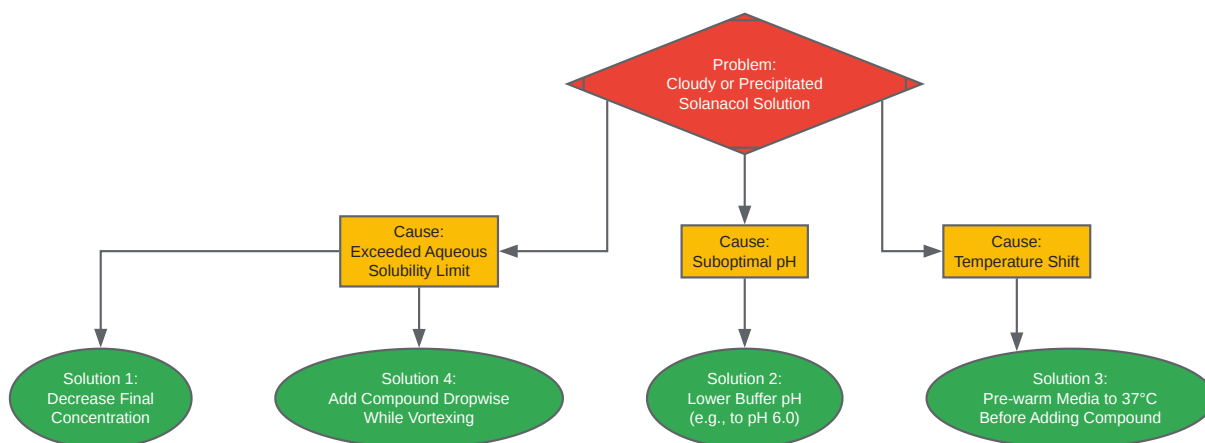 Problem:
Cloudy or Precipitated
Solanacol Solution
Cause:
Exceeded Aqueous
Solubility Limit
Cause:
Suboptimal pH
Cause:
Temperature Shift
Solution 1:
Decrease Final
Concentration
Solution 4:
Add Compound Dropwise
While Vortexing
Solution 2:
Lower Buffer pH
(e.g., to pH 6.0)
Solution 3:
Pre-warm Media to 37°C
Before Adding Compound